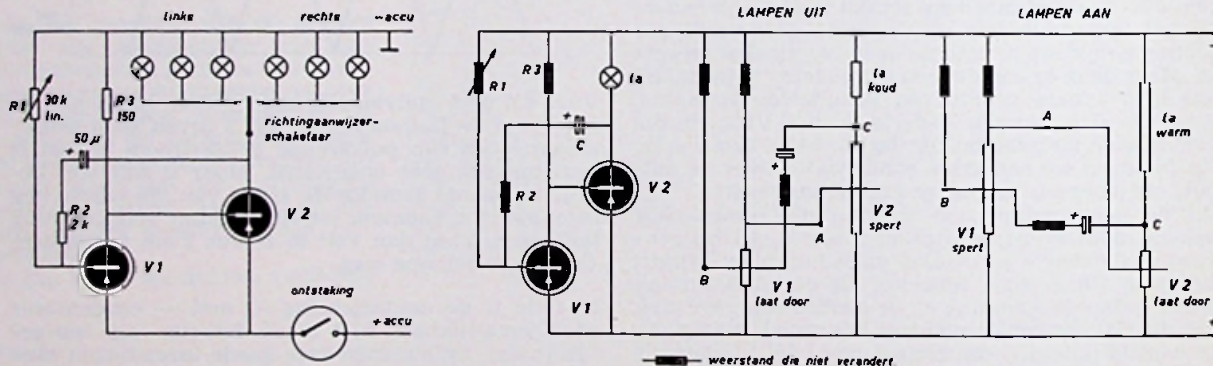 links rechte ~accu
R1 30 k lin.
R3 150
50 µ
+
richtingaanwijzer-
schakelaar
R2 2 k
V2
V1
ontstaking
+ accu
R1
R3
la
+
C
R2
V2
V1
LAMPEN UIT
la
koud
C
+
A
V2
spert
B
V1
(laat door)
LAMPEN AAN
A
la
warm
B
+
C
V1
spert
V2
(laat door)
-
+
weerstand die niet verandert